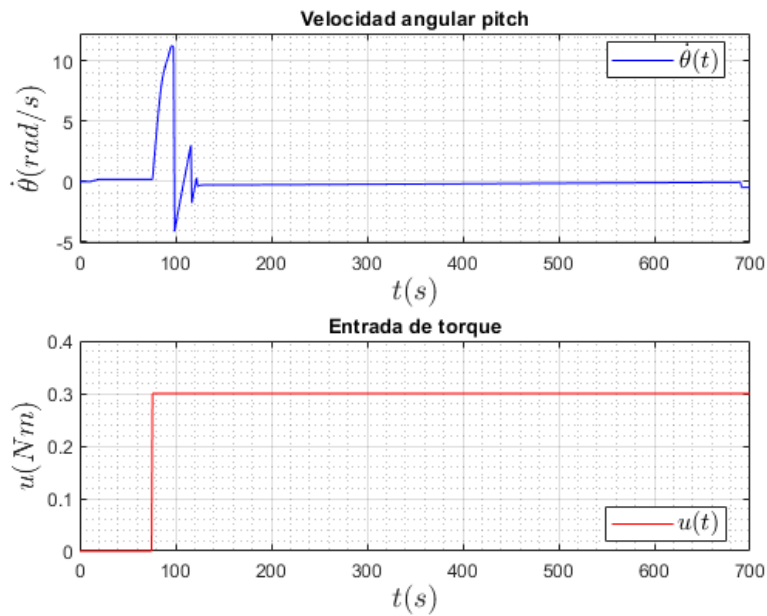 Velocidad angular pitch
θ̇(t)
10
5
0
-5
θ̇(rad/s)
0 100 200 300 400 500 600 700
t(s)
Entrada de torque
0.4
0.3
0.2
0.1
0
u(Nm)
u(t)
0 100 200 300 400 500 600 700
t(s)